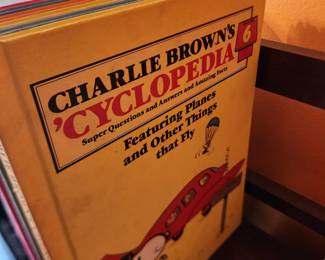 CHARLIE BROWN'S
'CYCLOPEDIA
6
Super Questions and Answers and Amazing Facts
Featuring Planes
and Other Things
that Fly